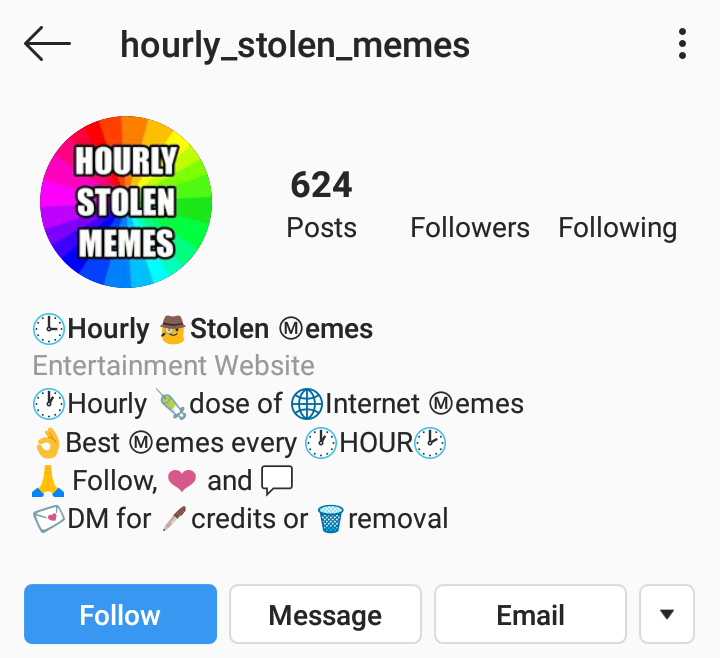 hourly_stolen_memes
HOURLY
STOLEN
MEMES
624
Posts Followers Following
🕒Hourly 🕵Stolen Ⓜemes
Entertainment Website
🕐Hourly 💉dose of 🌐Internet Ⓜemes
👌Best Ⓜemes every 🕐HOUR🕑
🙏 Follow, ❤ and 💬
💌DM for 🖋credits or 🗑removal
Follow Message Email